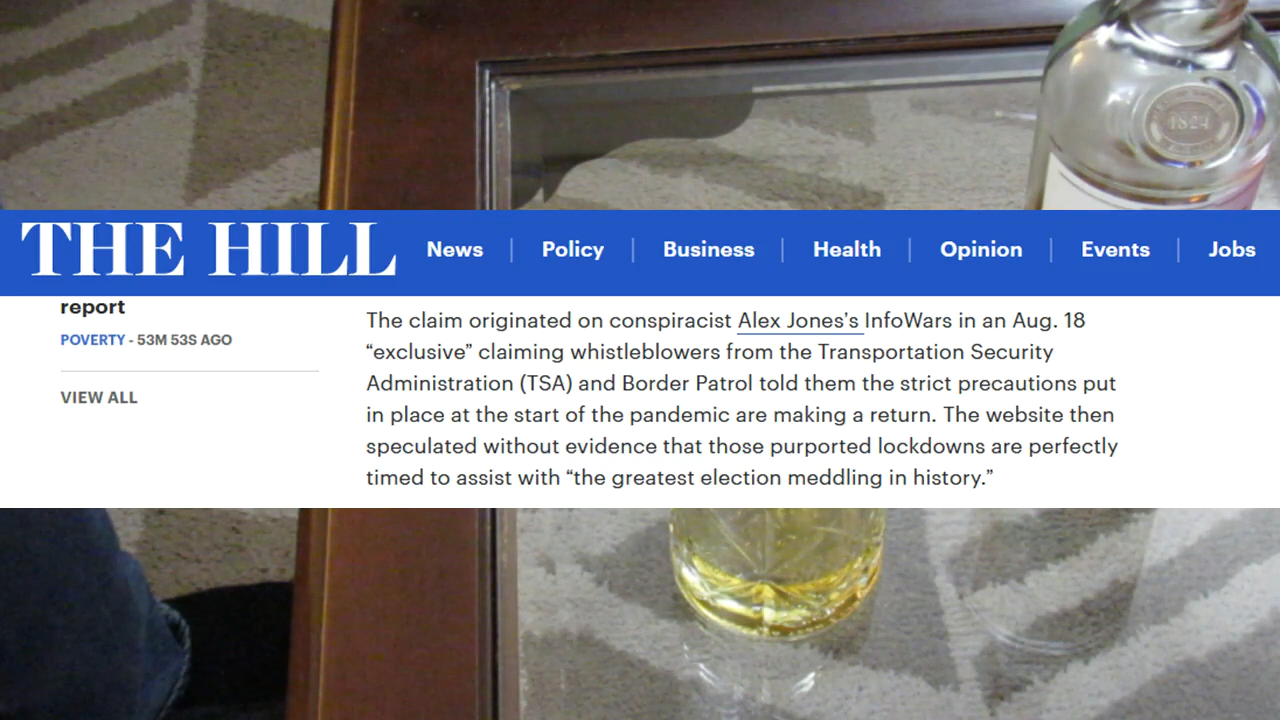 1824
THE HILL
News
Policy
Business
Health
Opinion
Events
Jobs
report
POVERTY - 53M 53S AGO
VIEW ALL
The claim originated on conspiracist Alex Jones's InfoWars in an Aug. 18
“exclusive” claiming whistleblowers from the Transportation Security
Administration (TSA) and Border Patrol told them the strict precautions put
in place at the start of the pandemic are making a return. The website then
speculated without evidence that those purported lockdowns are perfectly
timed to assist with “the greatest election meddling in history.”